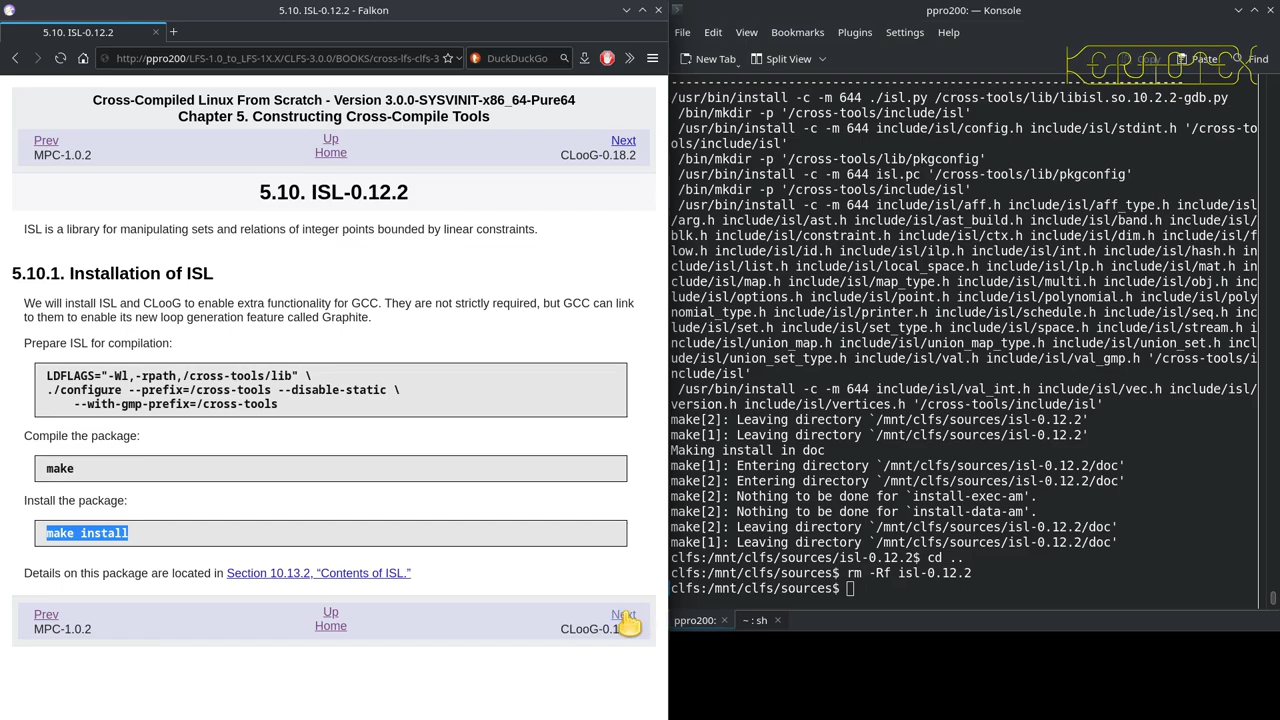 5.10. ISL-0.12.2 - Falkon
5.10. ISL-0.12.2
http://ppro200/LFS-1.0_to_LFS-1X.X/CLFS-3.0.0/BOOKS/cross-lfs-clfs-3
DuckDuckGo
Cross-Compiled Linux From Scratch - Version 3.0.0-SYSVINIT-x86_64-Pure64
Chapter 5. Constructing Cross-Compile Tools
Prev
Up
Next
MPC-1.0.2
Home
CLooG-0.18.2
5.10. ISL-0.12.2
ISL is a library for manipulating sets and relations of integer points bounded by linear constraints.
5.10.1. Installation of ISL
We will install ISL and CLooG to enable extra functionality for GCC. They are not strictly required, but GCC can link
to them to enable its new loop generation feature called Graphite.
Prepare ISL for compilation:
LDFLAGS="-Wl,-rpath,/cross-tools/lib" \
./configure --prefix=/cross-tools --disable-static \
--with-gmp-prefix=/cross-tools
Compile the package:
make
Install the package:
make install
Details on this package are located in Section 10.13.2, “Contents of ISL.”
Prev
Up
Next
MPC-1.0.2
Home
ppro200: — Konsole
File Edit View Bookmarks Plugins Settings Help
New Tab Split View Copy Paste Find
/usr/bin/install -c -m 644 ./isl.py /cross-tools/lib/libisl.so.10.2.2-gdb.py
/bin/mkdir -p '/cross-tools/include/isl'
/usr/bin/install -c -m 644 include/isl/config.h include/isl/stdint.h '/cross-to
ols/include/isl'
/bin/mkdir -p '/cross-tools/lib/pkgconfig'
/usr/bin/install -c -m 644 isl.pc '/cross-tools/lib/pkgconfig'
/bin/mkdir -p '/cross-tools/include/isl'
/usr/bin/install -c -m 644 include/isl/aff.h include/isl/aff_type.h include/isl
/arg.h include/isl/ast.h include/isl/ast_build.h include/isl/band.h include/isl/
blk.h include/isl/constraint.h include/isl/ctx.h include/isl/dim.h include/isl/f
low.h include/isl/id.h include/isl/ilp.h include/isl/int.h include/isl/hash.h in
clude/isl/list.h include/isl/local_space.h include/isl/lp.h include/isl/mat.h in
clude/isl/map.h include/isl/map_type.h include/isl/multi.h include/isl/obj.h inc
lude/isl/options.h include/isl/point.h include/isl/polynomial.h include/isl/poly
nomial_type.h include/isl/printer.h include/isl/schedule.h include/isl/seq.h inc
lude/isl/set.h include/isl/set_type.h include/isl/space.h include/isl/stream.h i
nclude/isl/union_map.h include/isl/union_map_type.h include/isl/union_set.h incl
ude/isl/union_set_type.h include/isl/val.h include/isl/val_gmp.h '/cross-tools/i
nclude/isl'
/usr/bin/install -c -m 644 include/isl/val_int.h include/isl/vec.h include/isl/
version.h include/isl/vertices.h '/cross-tools/include/isl'
make[2]: Leaving directory `/mnt/clfs/sources/isl-0.12.2'
make[1]: Leaving directory `/mnt/clfs/sources/isl-0.12.2'
Making install in doc
make[1]: Entering directory `/mnt/clfs/sources/isl-0.12.2/doc'
make[2]: Entering directory `/mnt/clfs/sources/isl-0.12.2/doc'
make[2]: Nothing to be done for `install-exec-am'.
make[2]: Nothing to be done for `install-data-am'.
make[2]: Leaving directory `/mnt/clfs/sources/isl-0.12.2/doc'
make[1]: Leaving directory `/mnt/clfs/sources/isl-0.12.2/doc'
clfs:/mnt/clfs/sources/isl-0.12.2$ cd ..
clfs:/mnt/clfs/sources$ rm -Rf isl-0.12.2
clfs:/mnt/clfs/sources$
ppro200:
~ : sh